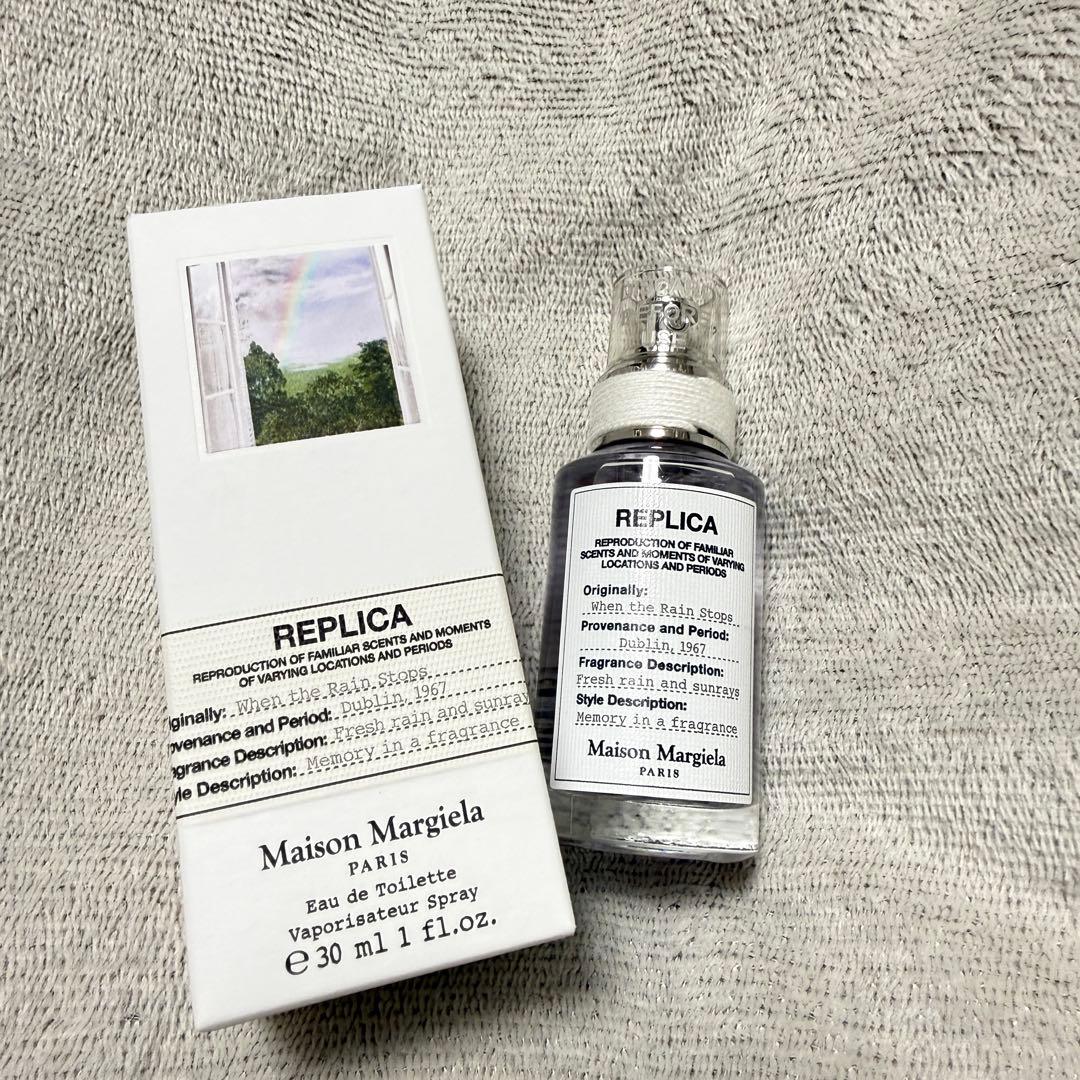 REPLICA
REPRODUCTION OF FAMILIAR SCENTS AND MOMENTS
OF VARYING LOCATIONS AND PERIODS
iginally: When the Rain Stops
ovenance and Period: Dublin, 1967
agrance Description: Fresh rain and sunray
le Description: Memory in a fragrance
Maison Margiela
PARIS
Eau de Toilette
Vaporisateur Spray
℮ 30 ml 1 fl.oz.
REPLICA
REPRODUCTION OF FAMILIAR
SCENTS AND MOMENTS OF VARYING
LOCATIONS AND PERIODS
Originally:
When the Rain Stops
Provenance and Period:
Dublin, 1967
Fragrance Description:
Fresh rain and sunrays
Style Description:
Memory in a fragrance
Maison Margiela
PARIS